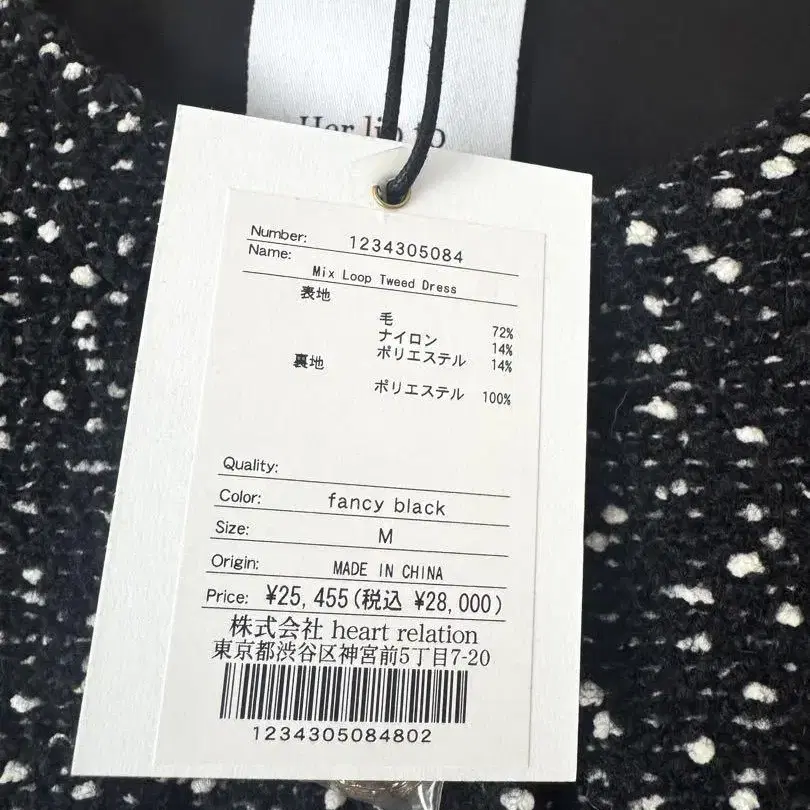 Her lip to
Number: 1234305084
Name: Mix Loop Tweed Dress
表地
毛 72%
ナイロン 14%
ポリエステル 14%
裏地
ポリエステル 100%
Quality:
Color: fancy black
Size: M
Origin: MADE IN CHINA
Price: ¥25,455(税込 ¥28,000)
株式会社 heart relation
東京都渋谷区神宮前5丁目7-20
1234305084802